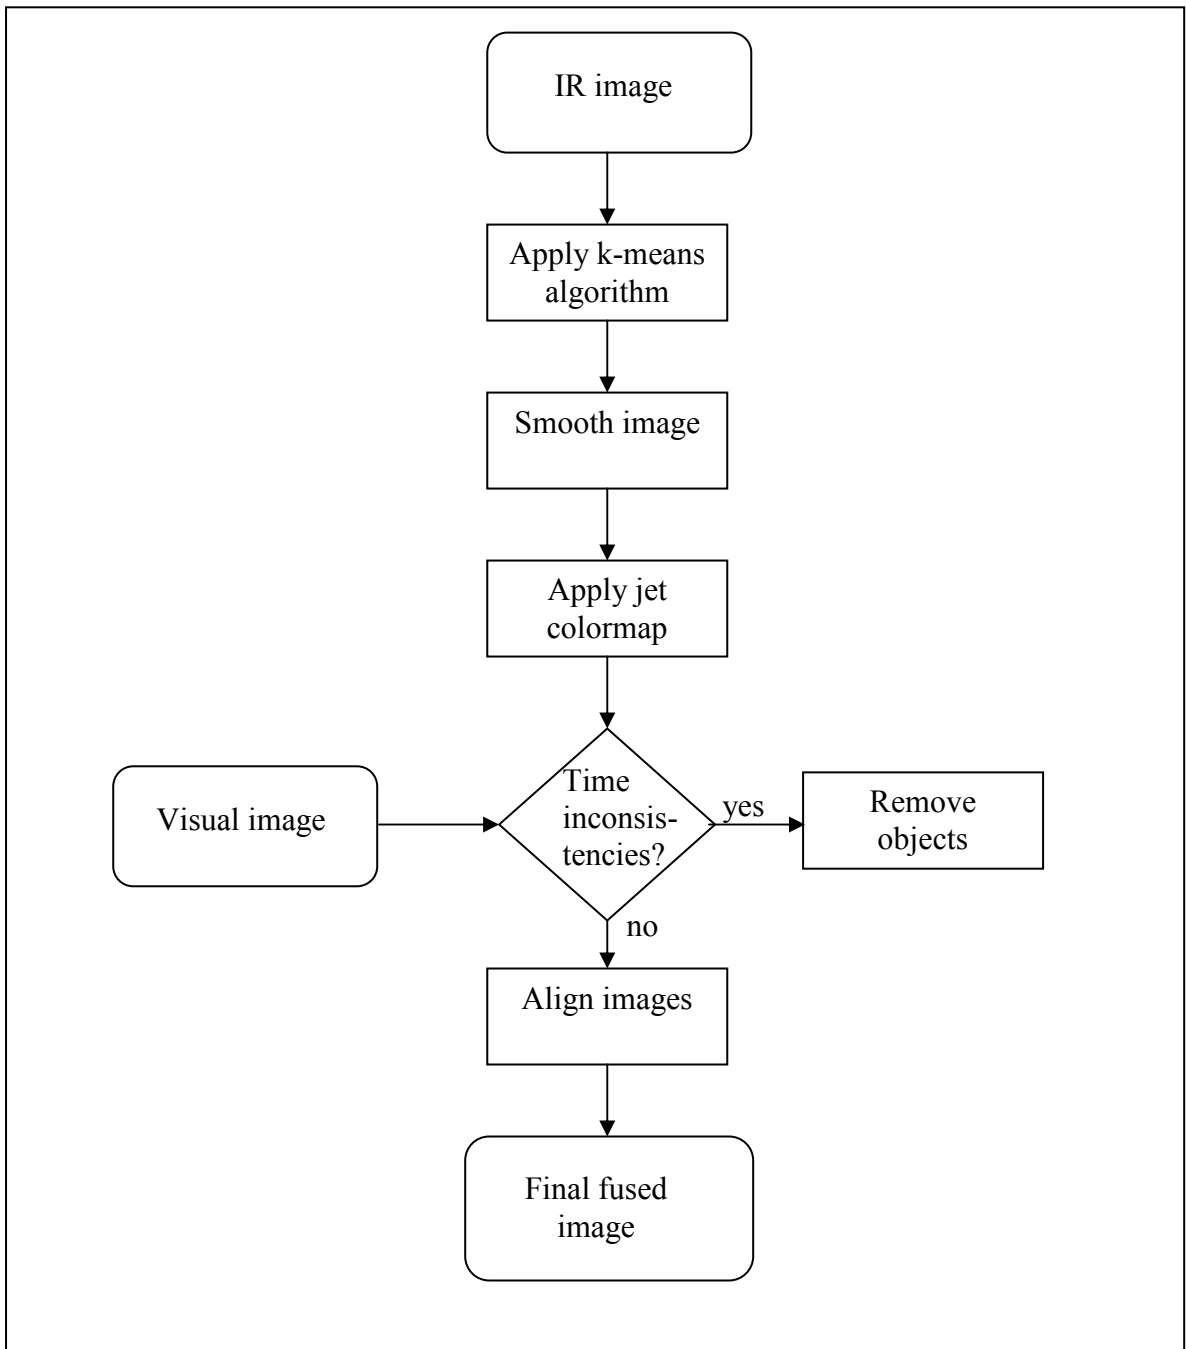 IR image
Apply k-means
algorithm
Smooth image
Apply jet
colormap
Visual image
Time
inconsis-
tencies?
yes
Remove
objects
no
Align images
Final fused
image